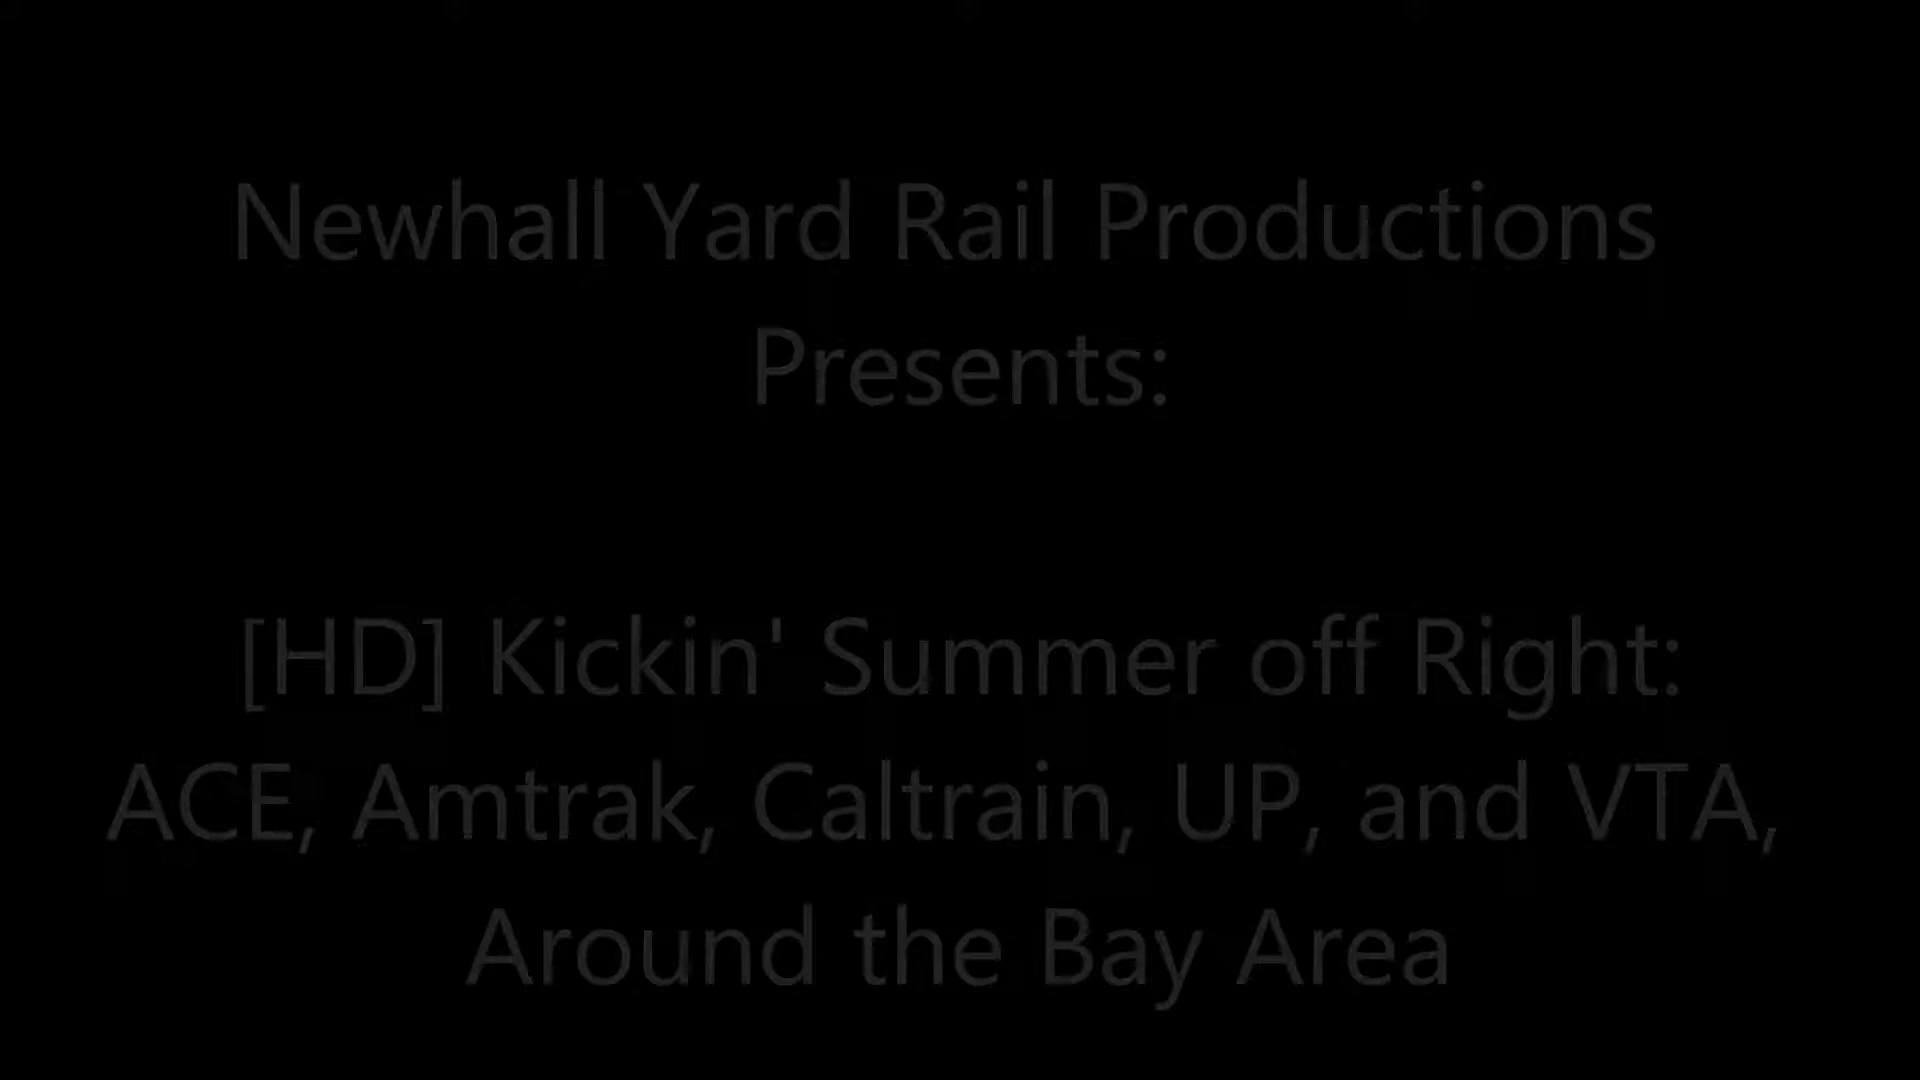 Newhall Yard Rail Productions
Presents:
[HD] Kickin' Summer off Right:
ACE, Amtrak, Caltrain, UP, and VTA,
Around the Bay Area